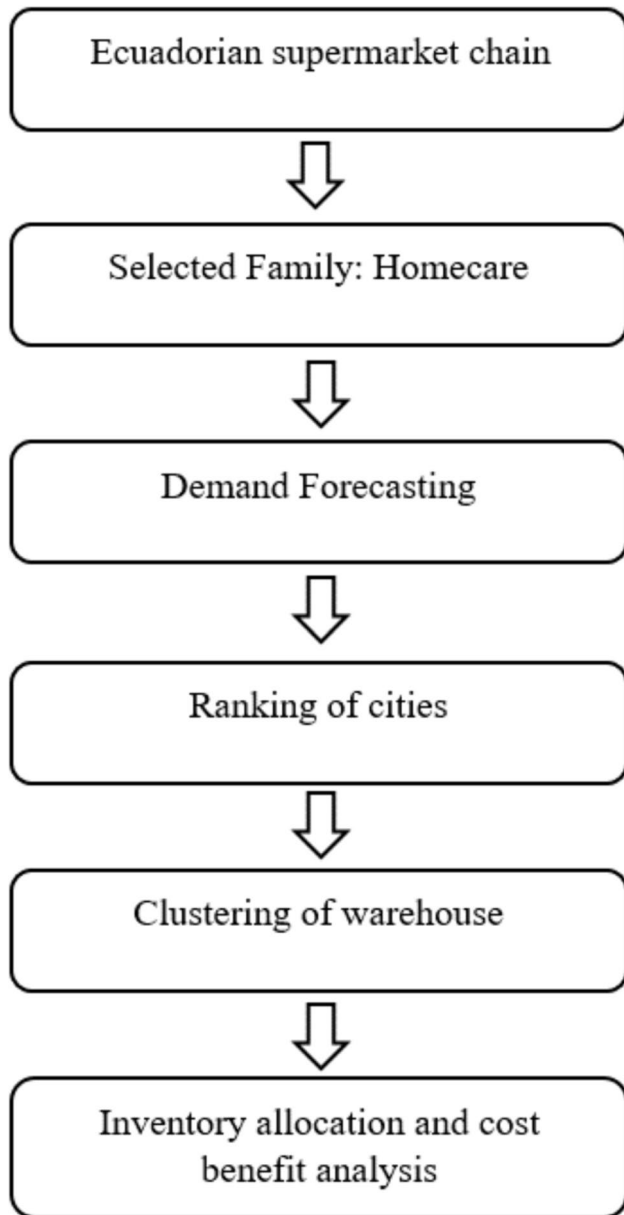 Ecuadorian supermarket chain
Selected Family: Homecare
Demand Forecasting
Ranking of cities
Clustering of warehouse
Inventory allocation and cost
benefit analysis